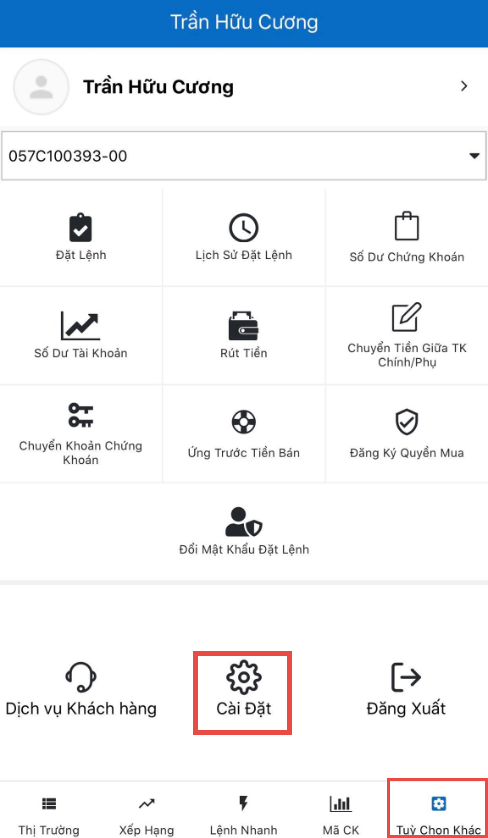 Trần Hữu Cương
Trần Hữu Cương
057C100393-00
Đặt Lệnh
Lịch Sử Đặt Lệnh
Số Dư Chứng Khoán
Số Dư Tài Khoản
Rút Tiền
Chuyển Tiền Giữa TK
Chính/Phụ
Chuyển Khoản Chứng
Khoán
Ứng Trước Tiền Bán
Đăng Ký Quyền Mua
Đổi Mật Khẩu Đặt Lệnh
Dịch vụ Khách hàng
Cài Đặt
Đăng Xuất
Thị Trường
Xếp Hạng
Lệnh Nhanh
Mã CK
Tuỳ Chọn Khác